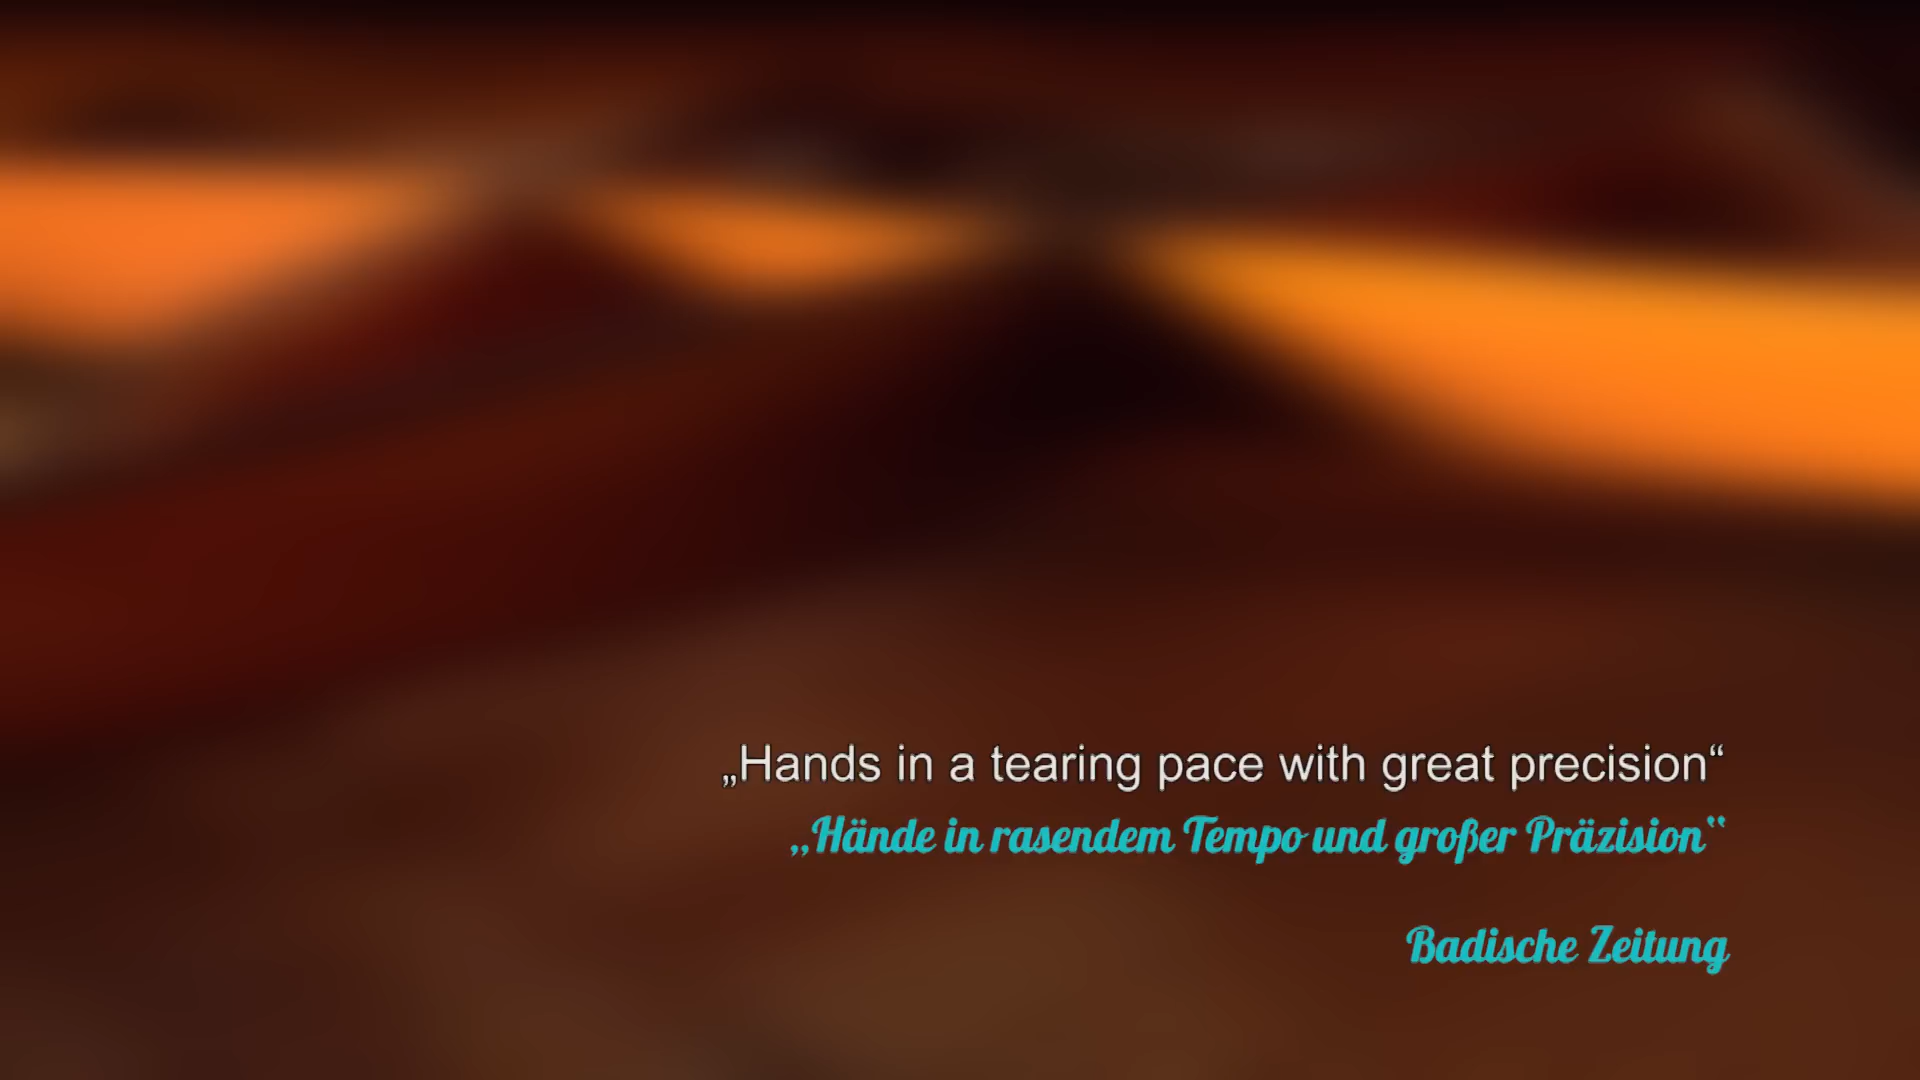 „Hands in a tearing pace with great precision“
„Hände in rasendem Tempo und großer Präzision“
Badische Zeitung